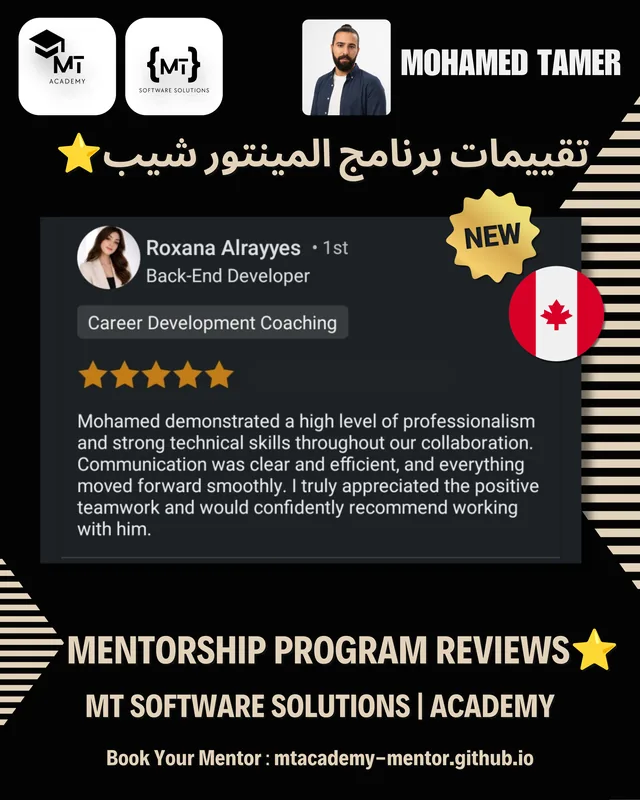 MT
ACADEMY
{MT}
SOFTWARE SOLUTIONS
MOHAMED TAMER
تقييمات برنامج المينتور شيب⭐
NEW
Roxana Alrayyes • 1st
Back-End Developer
Career Development Coaching
Mohamed demonstrated a high level of professionalism
and strong technical skills throughout our collaboration.
Communication was clear and efficient, and everything
moved forward smoothly. I truly appreciated the positive
teamwork and would confidently recommend working
with him.
MENTORSHIP PROGRAM REVIEWS⭐
MT SOFTWARE SOLUTIONS | ACADEMY
Book Your Mentor : mtacademy-mentor.github.io